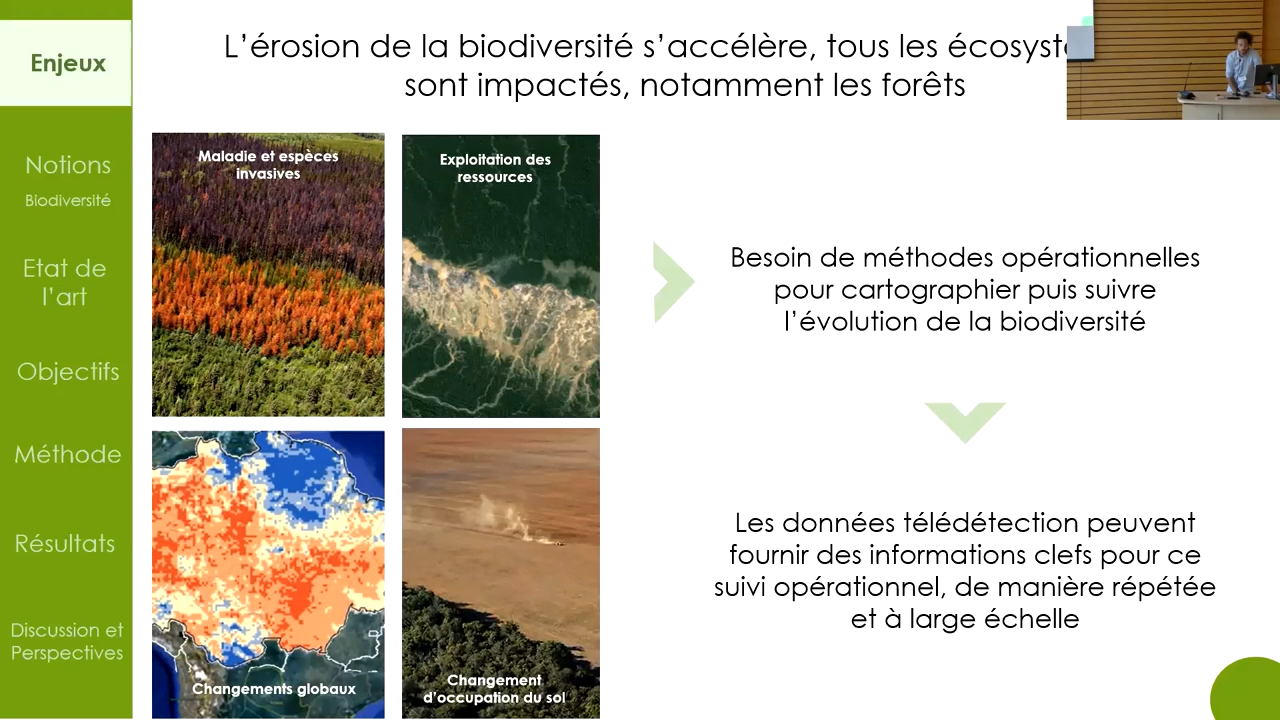 Enjeux
Notions
Biodiversité
Etat de
l’art
Objectifs
Méthode
Résultats
Discussion et
Perspectives
L’érosion de la biodiversité s’accélère, tous les
sont impactés, notamment les forêts
Maladie et espèces
invasives
Exploitation des
ressources
Changements globaux
Changement
d’occupation du sol
Besoin de méthodes opérationnelles
pour cartographier puis suivre
l’évolution de la biodiversité
Les données télédétection peuvent
fournir des informations clefs pour ce
suivi opérationnel, de manière répétée
et à large échelle